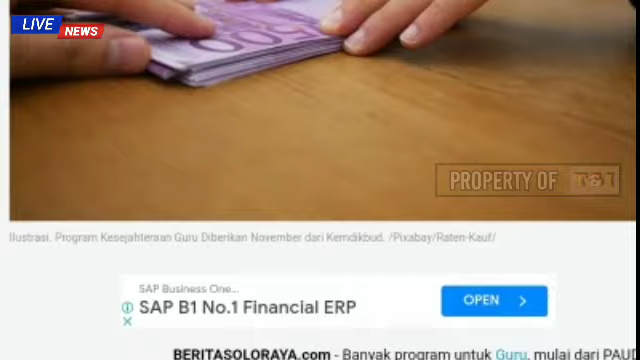 LIVE
NEWS
500
PROPERTY OF T&T
Ilustrasi. Program Kesejahteraan Guru Diberikan November dari Kemdikbud. /Pixabay/Raten-Kauf/
SAP Business One...
SAP B1 No.1 Financial ERP
OPEN
BERITASOLORAYA.com - Banyak program untuk Guru, mulai dari PAUD